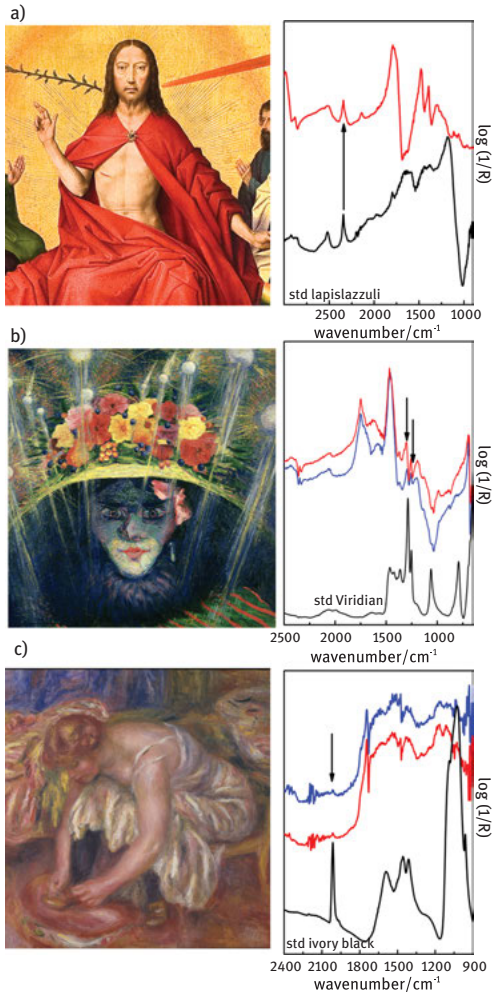 a)
log (1/R)
std lapislazzuli
2500 2000 1500 1000
wavenumber/cm-1
b)
log (1/R)
std Viridian
2500 2000 1500 1000
wavenumber/cm-1
c)
log (1/R)
std ivory black
2400 2100 1800 1500 1200 900
wavenumber/cm-1